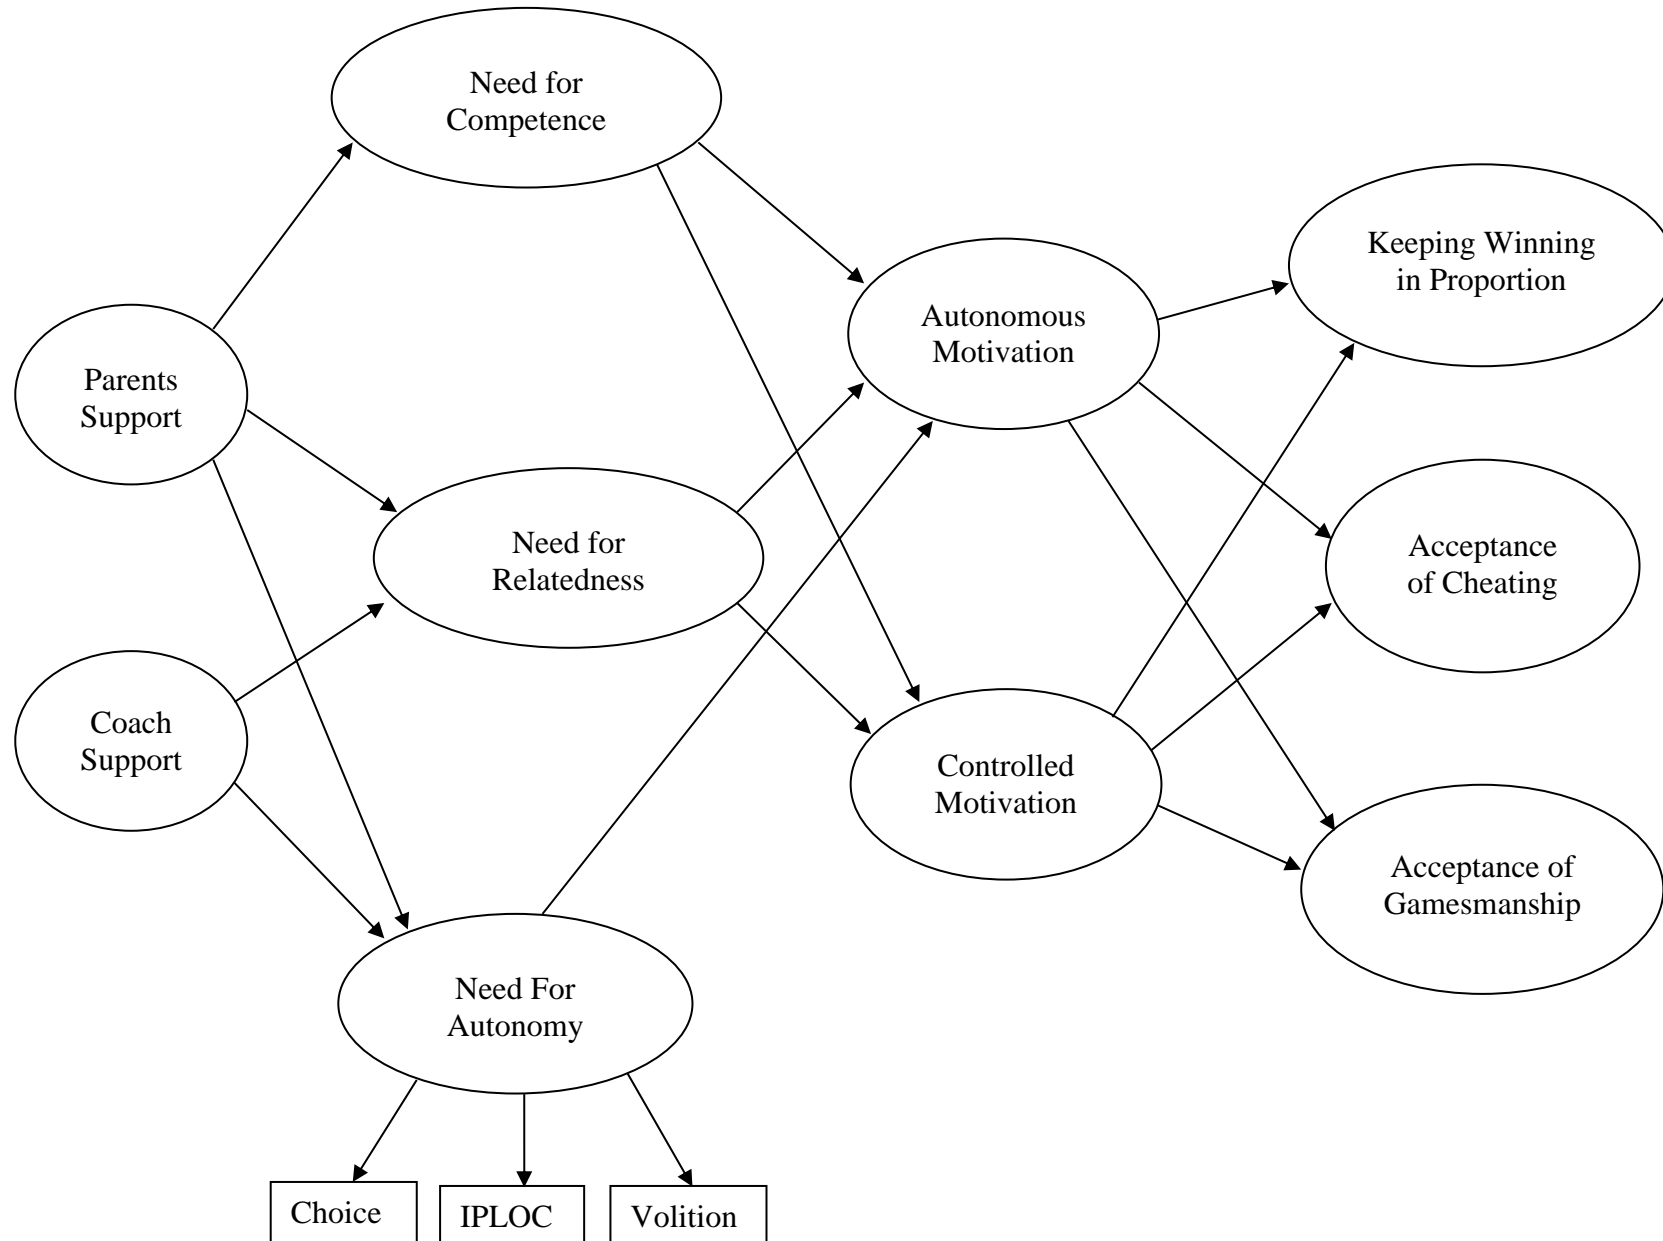 Need for
Competence
Keeping Winning
in Proportion
Autonomous
Motivation
Parents
Support
Need for
Relatedness
Acceptance
of Cheating
Coach
Support
Controlled
Motivation
Acceptance of
Gamesmanship
Need For
Autonomy
Choice
IPLOC
Volition